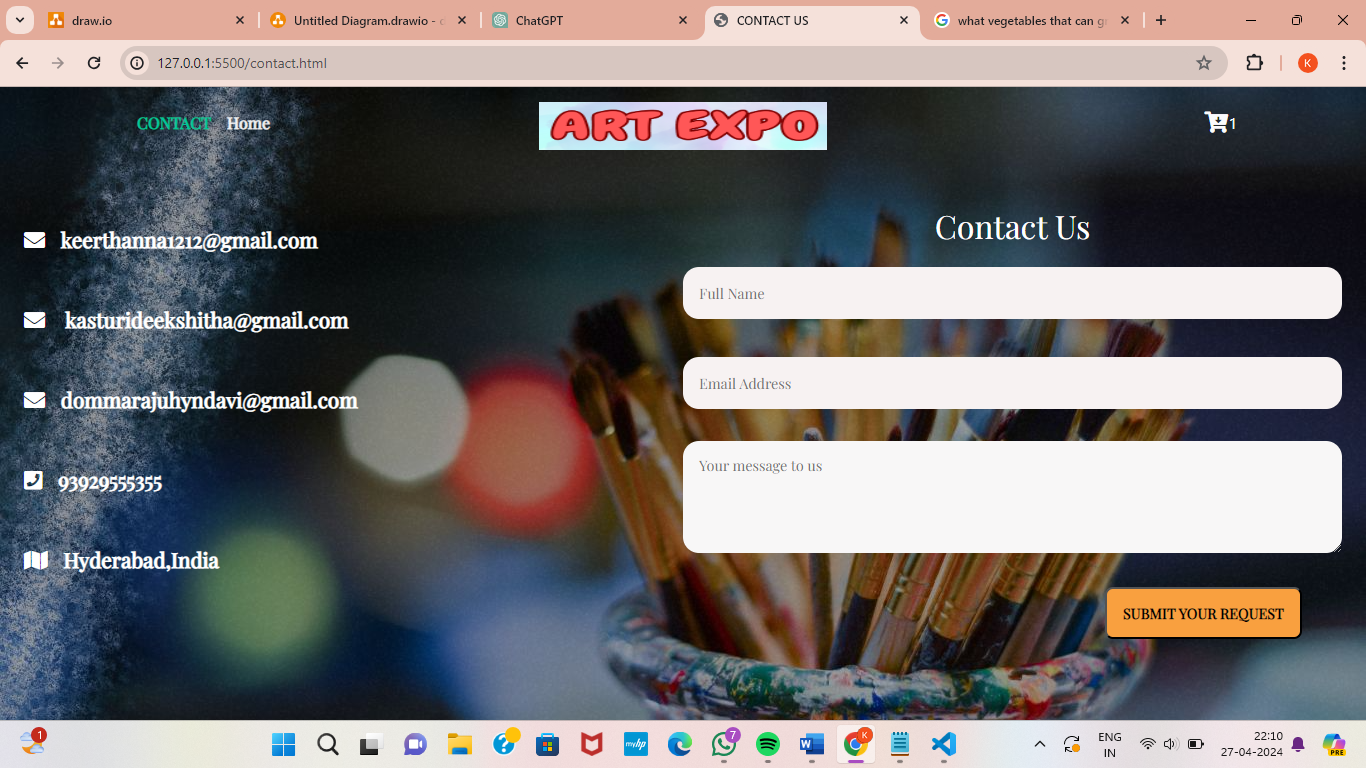 draw.io
Untitled Diagram.drawio - d
ChatGPT
CONTACT US
what vegetables that can g
127.0.0.1:5500/contact.html
K
CONTACT Home
ART EXPO
1
Contact Us
keerthanna1212@gmail.com
kasturideekshitha@gmail.com
dommarajuhyndavi@gmail.com
93929555355
Hyderabad,India
Full Name
Email Address
Your message to us
SUBMIT YOUR REQUEST
1
myhp
7
K
ENG
IN
22:10
27-04-2024
PRE